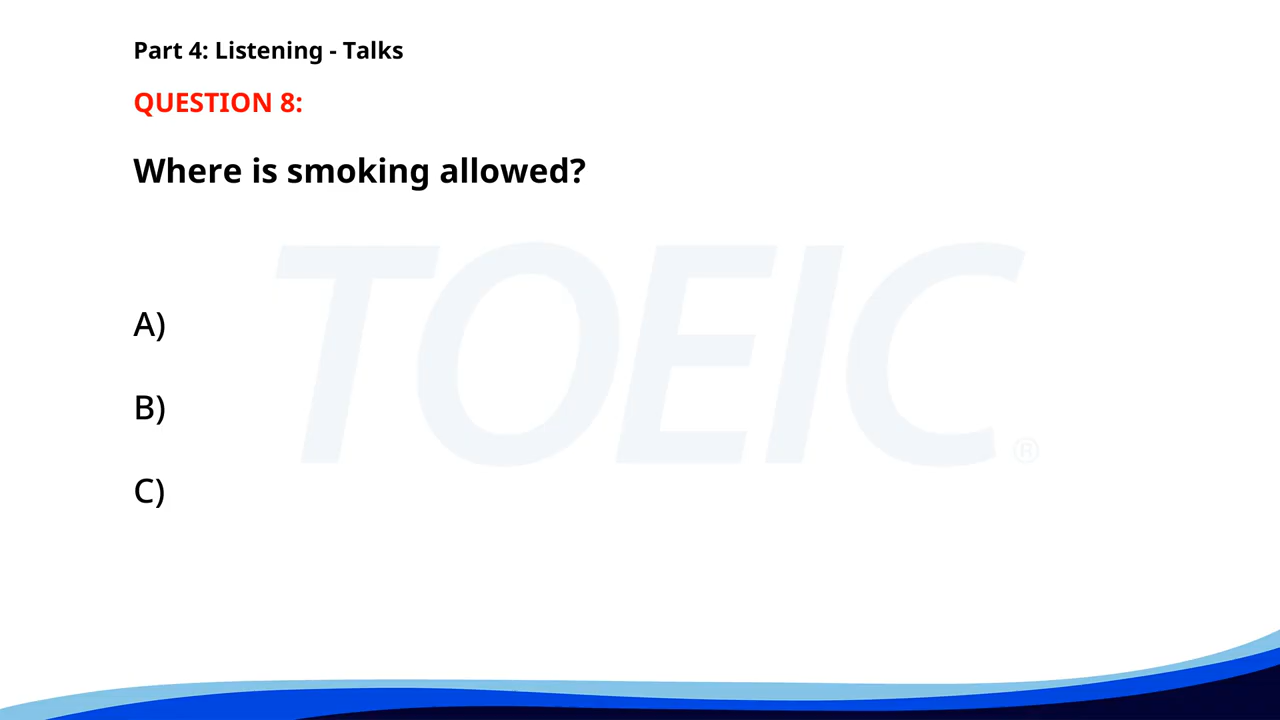 Part 4: Listening - Talks
QUESTION 8:
Where is smoking allowed?
TOEIC®
A)
B)
C)